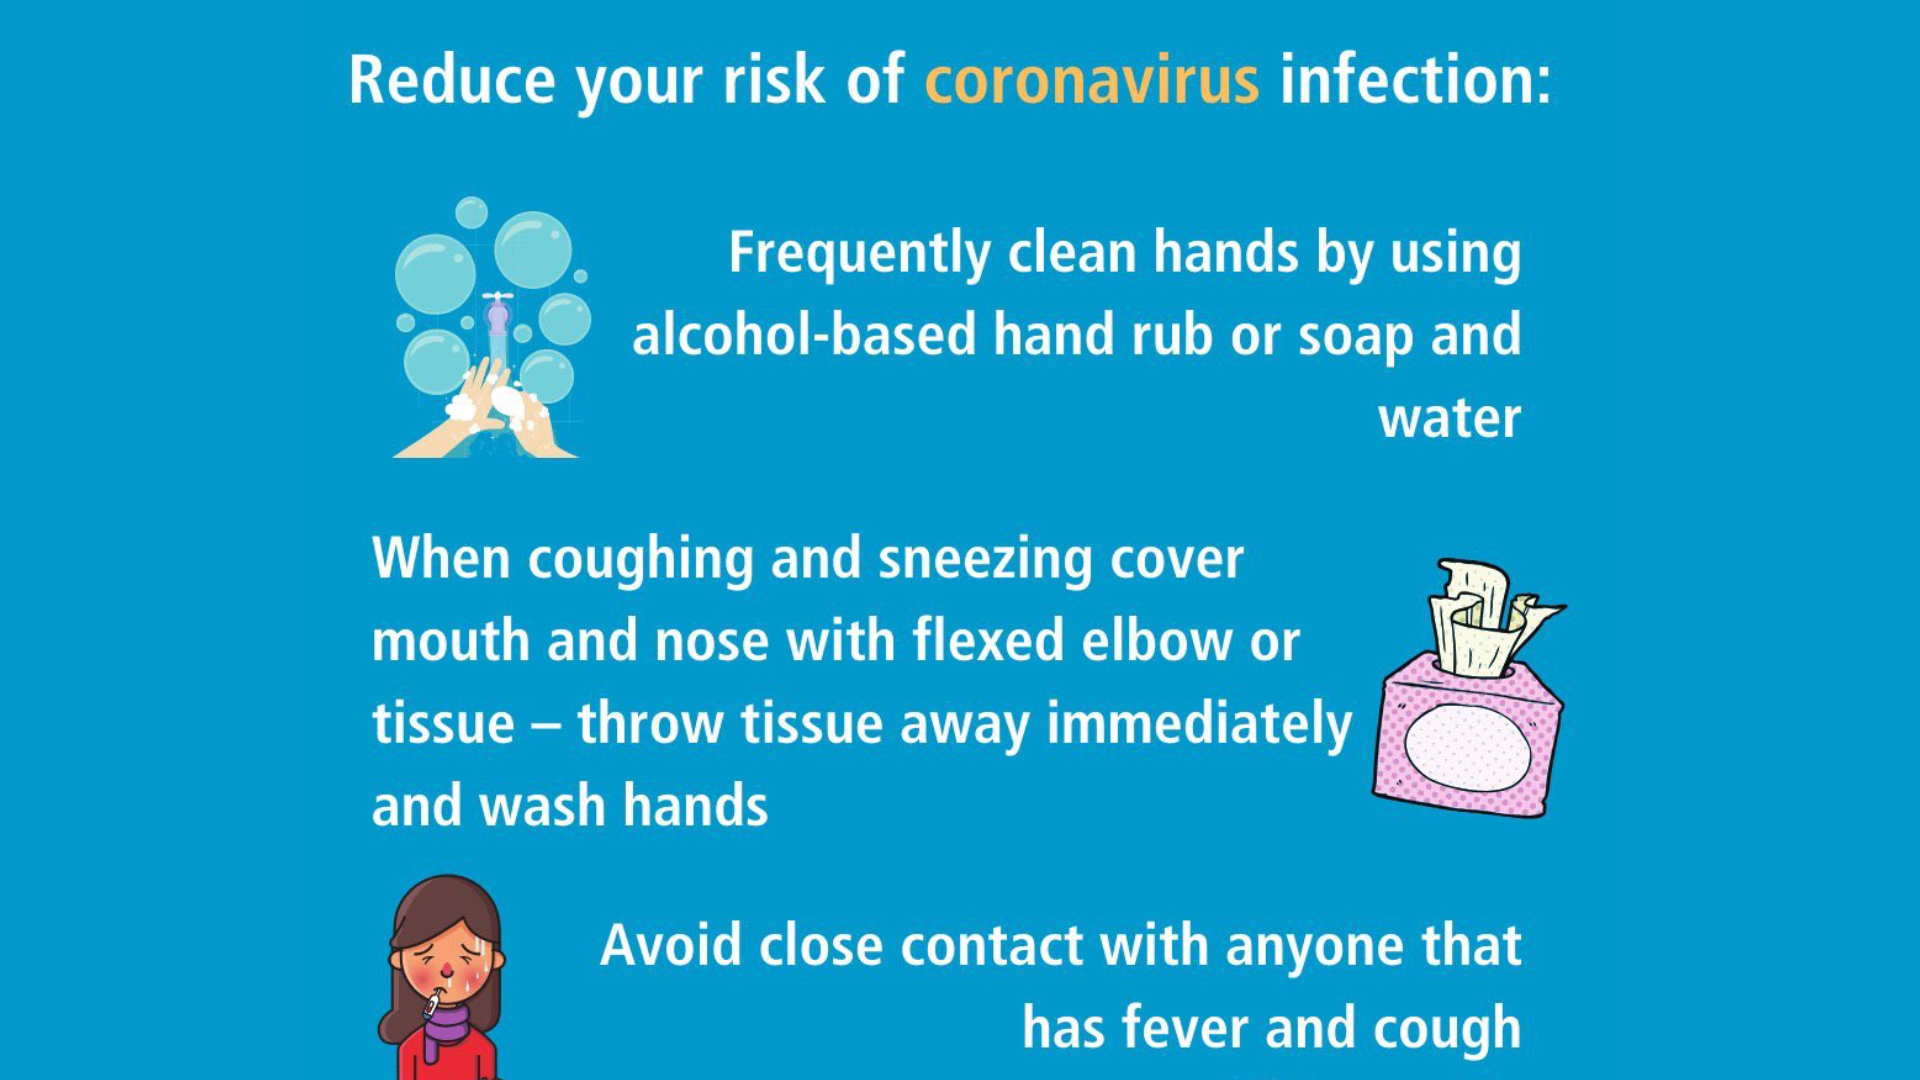 Reduce your risk of coronavirus infection:
Frequently clean hands by using
alcohol-based hand rub or soap and
water
When coughing and sneezing cover
mouth and nose with flexed elbow or
tissue – throw tissue away immediately
and wash hands
Avoid close contact with anyone that
has fever and cough